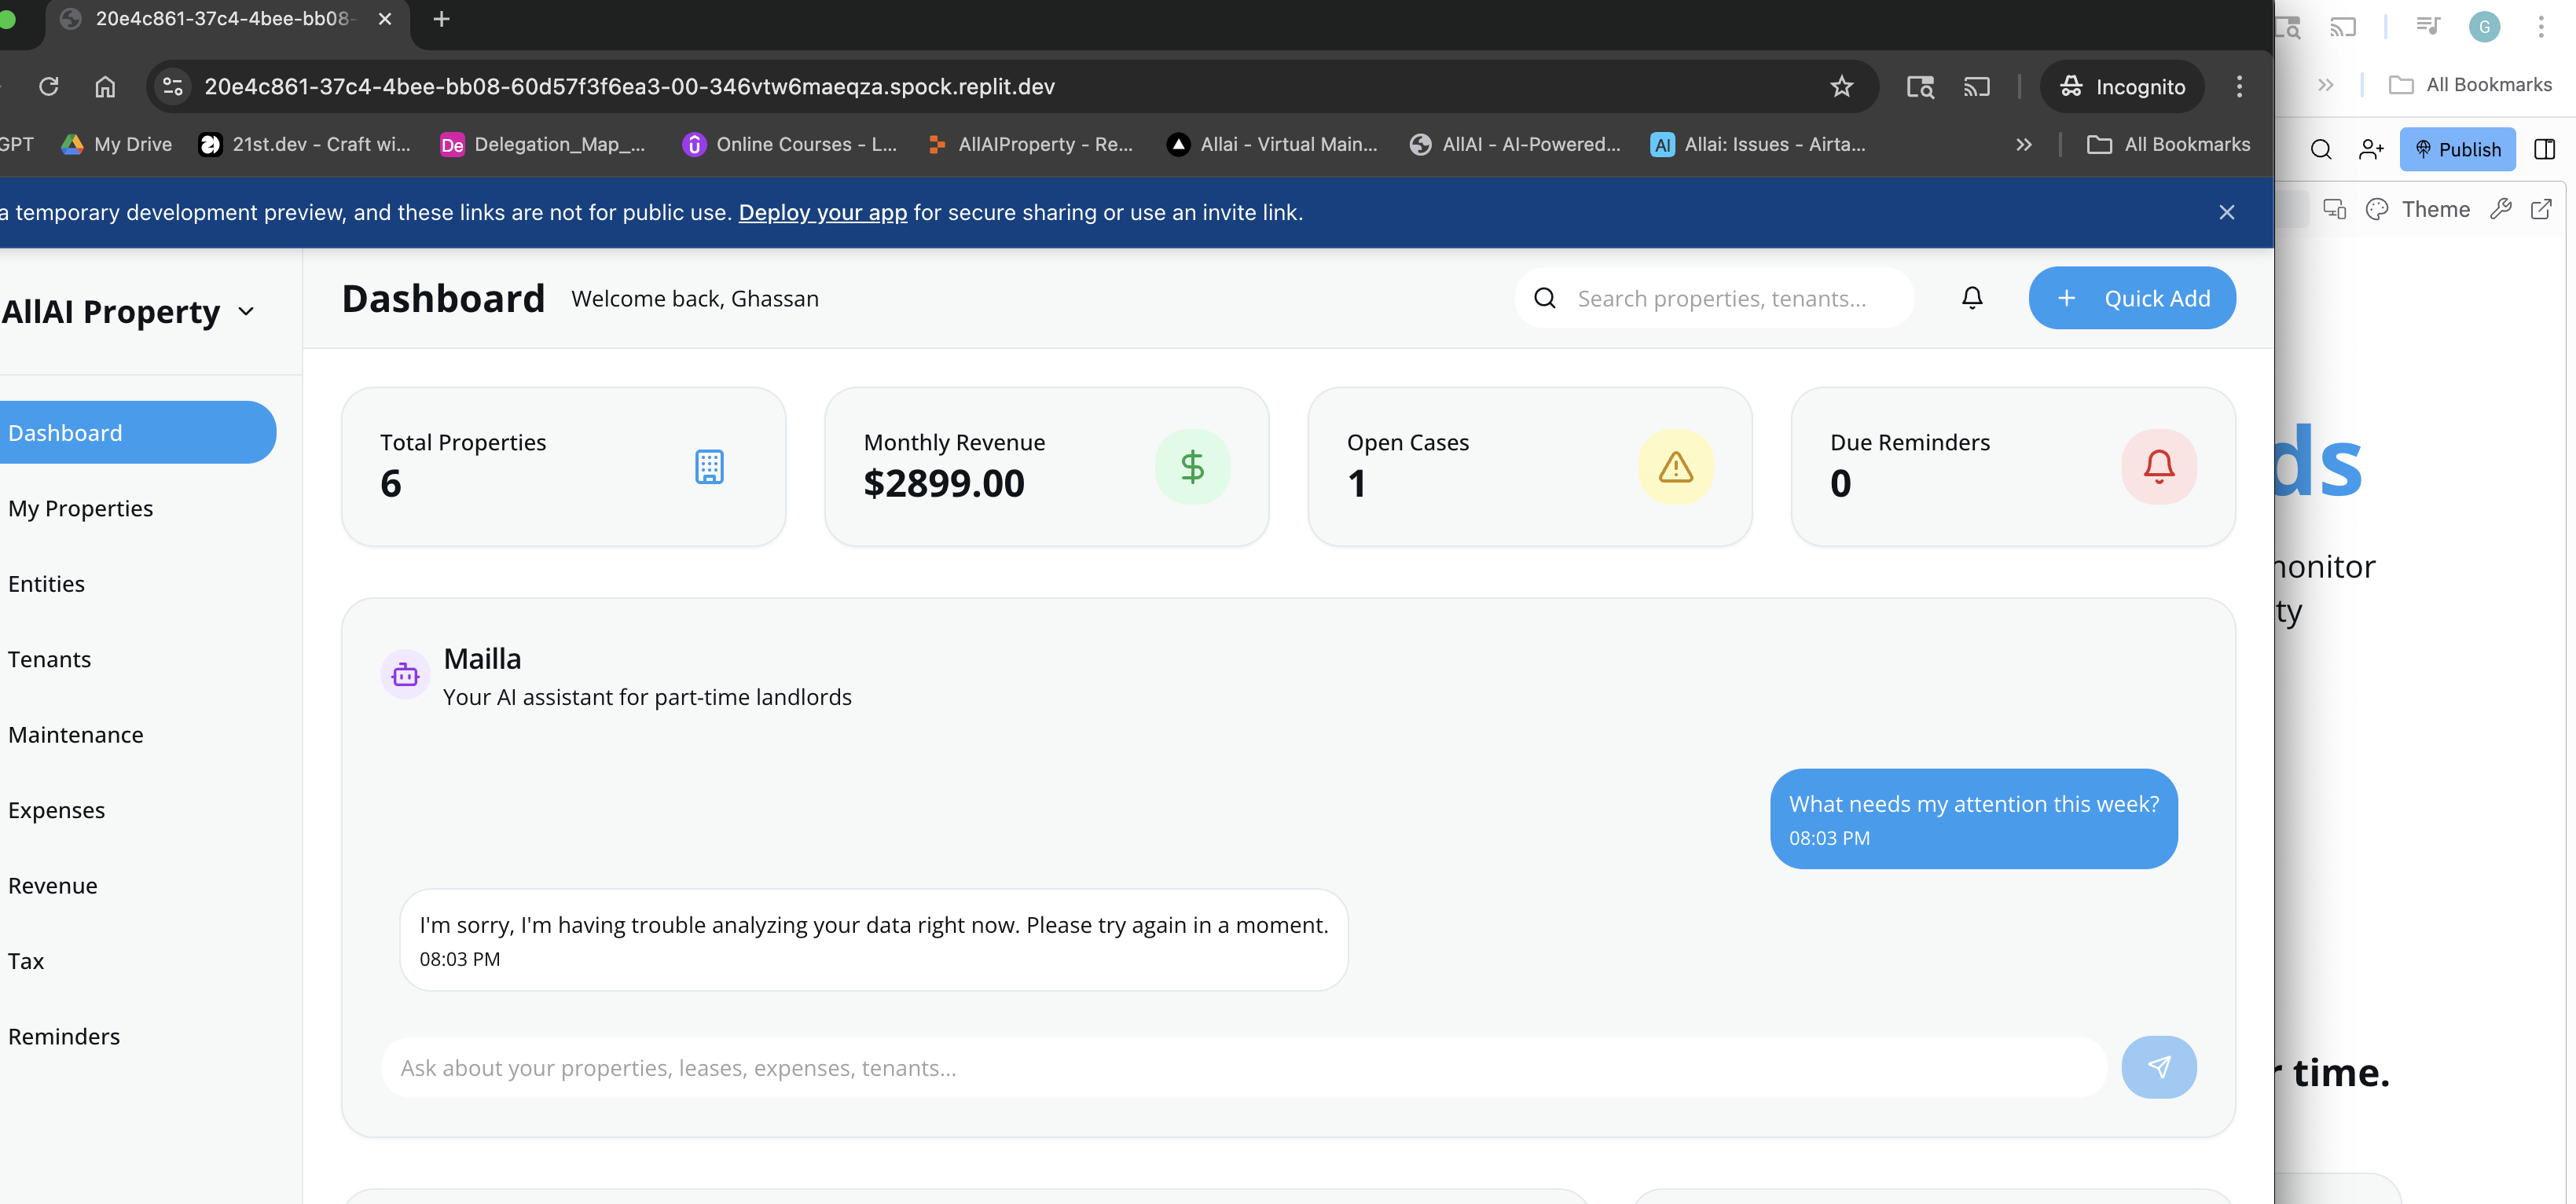 20e4c861-37c4-4bee-bb08-
G
20e4c861-37c4-4bee-bb08-60d57f3f6ea3-00-346vtw6maeqza.spock.replit.dev
Incognito
All Bookmarks
GPT
My Drive
21st.dev - Craft wi...
De
Delegation_Map_...
Online Courses - L...
AllAIProperty - Re...
Allai - Virtual Main...
AllAI - AI-Powered...
AI
Allai: Issues - Airta...
All Bookmarks
Publish
a temporary development preview, and these links are not for public use. Deploy your app for secure sharing or use an invite link.
Theme
AllAI Property
Dashboard
Welcome back, Ghassan
Search properties, tenants...
Quick Add
Dashboard
My Properties
Entities
Tenants
Maintenance
Expenses
Revenue
Tax
Reminders
Total Properties
6
Monthly Revenue
$2899.00
Open Cases
1
Due Reminders
0
Mailla
Your AI assistant for part-time landlords
What needs my attention this week?
08:03 PM
I'm sorry, I'm having trouble analyzing your data right now. Please try again in a moment.
08:03 PM
Ask about your properties, leases, expenses, tenants...
ds
onitor
ty
r time.